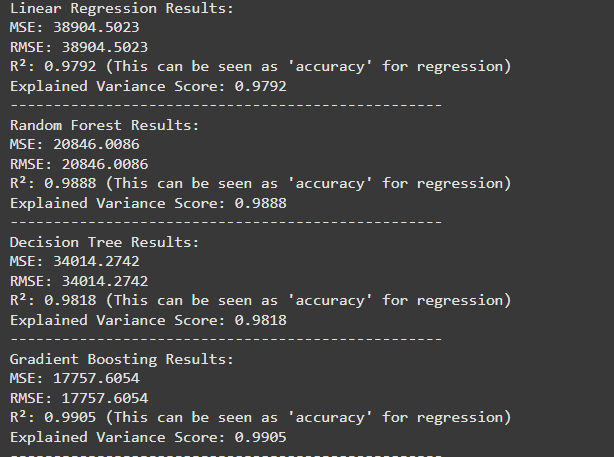 Linear Regression Results:
MSE: 38904.5023
RMSE: 38904.5023
R²: 0.9792 (This can be seen as 'accuracy' for regression)
Explained Variance Score: 0.9792
--------------------------------------------------
Random Forest Results:
MSE: 20846.0086
RMSE: 20846.0086
R²: 0.9888 (This can be seen as 'accuracy' for regression)
Explained Variance Score: 0.9888
--------------------------------------------------
Decision Tree Results:
MSE: 34014.2742
RMSE: 34014.2742
R²: 0.9818 (This can be seen as 'accuracy' for regression)
Explained Variance Score: 0.9818
--------------------------------------------------
Gradient Boosting Results:
MSE: 17757.6054
RMSE: 17757.6054
R²: 0.9905 (This can be seen as 'accuracy' for regression)
Explained Variance Score: 0.9905
--------------------------------------------------